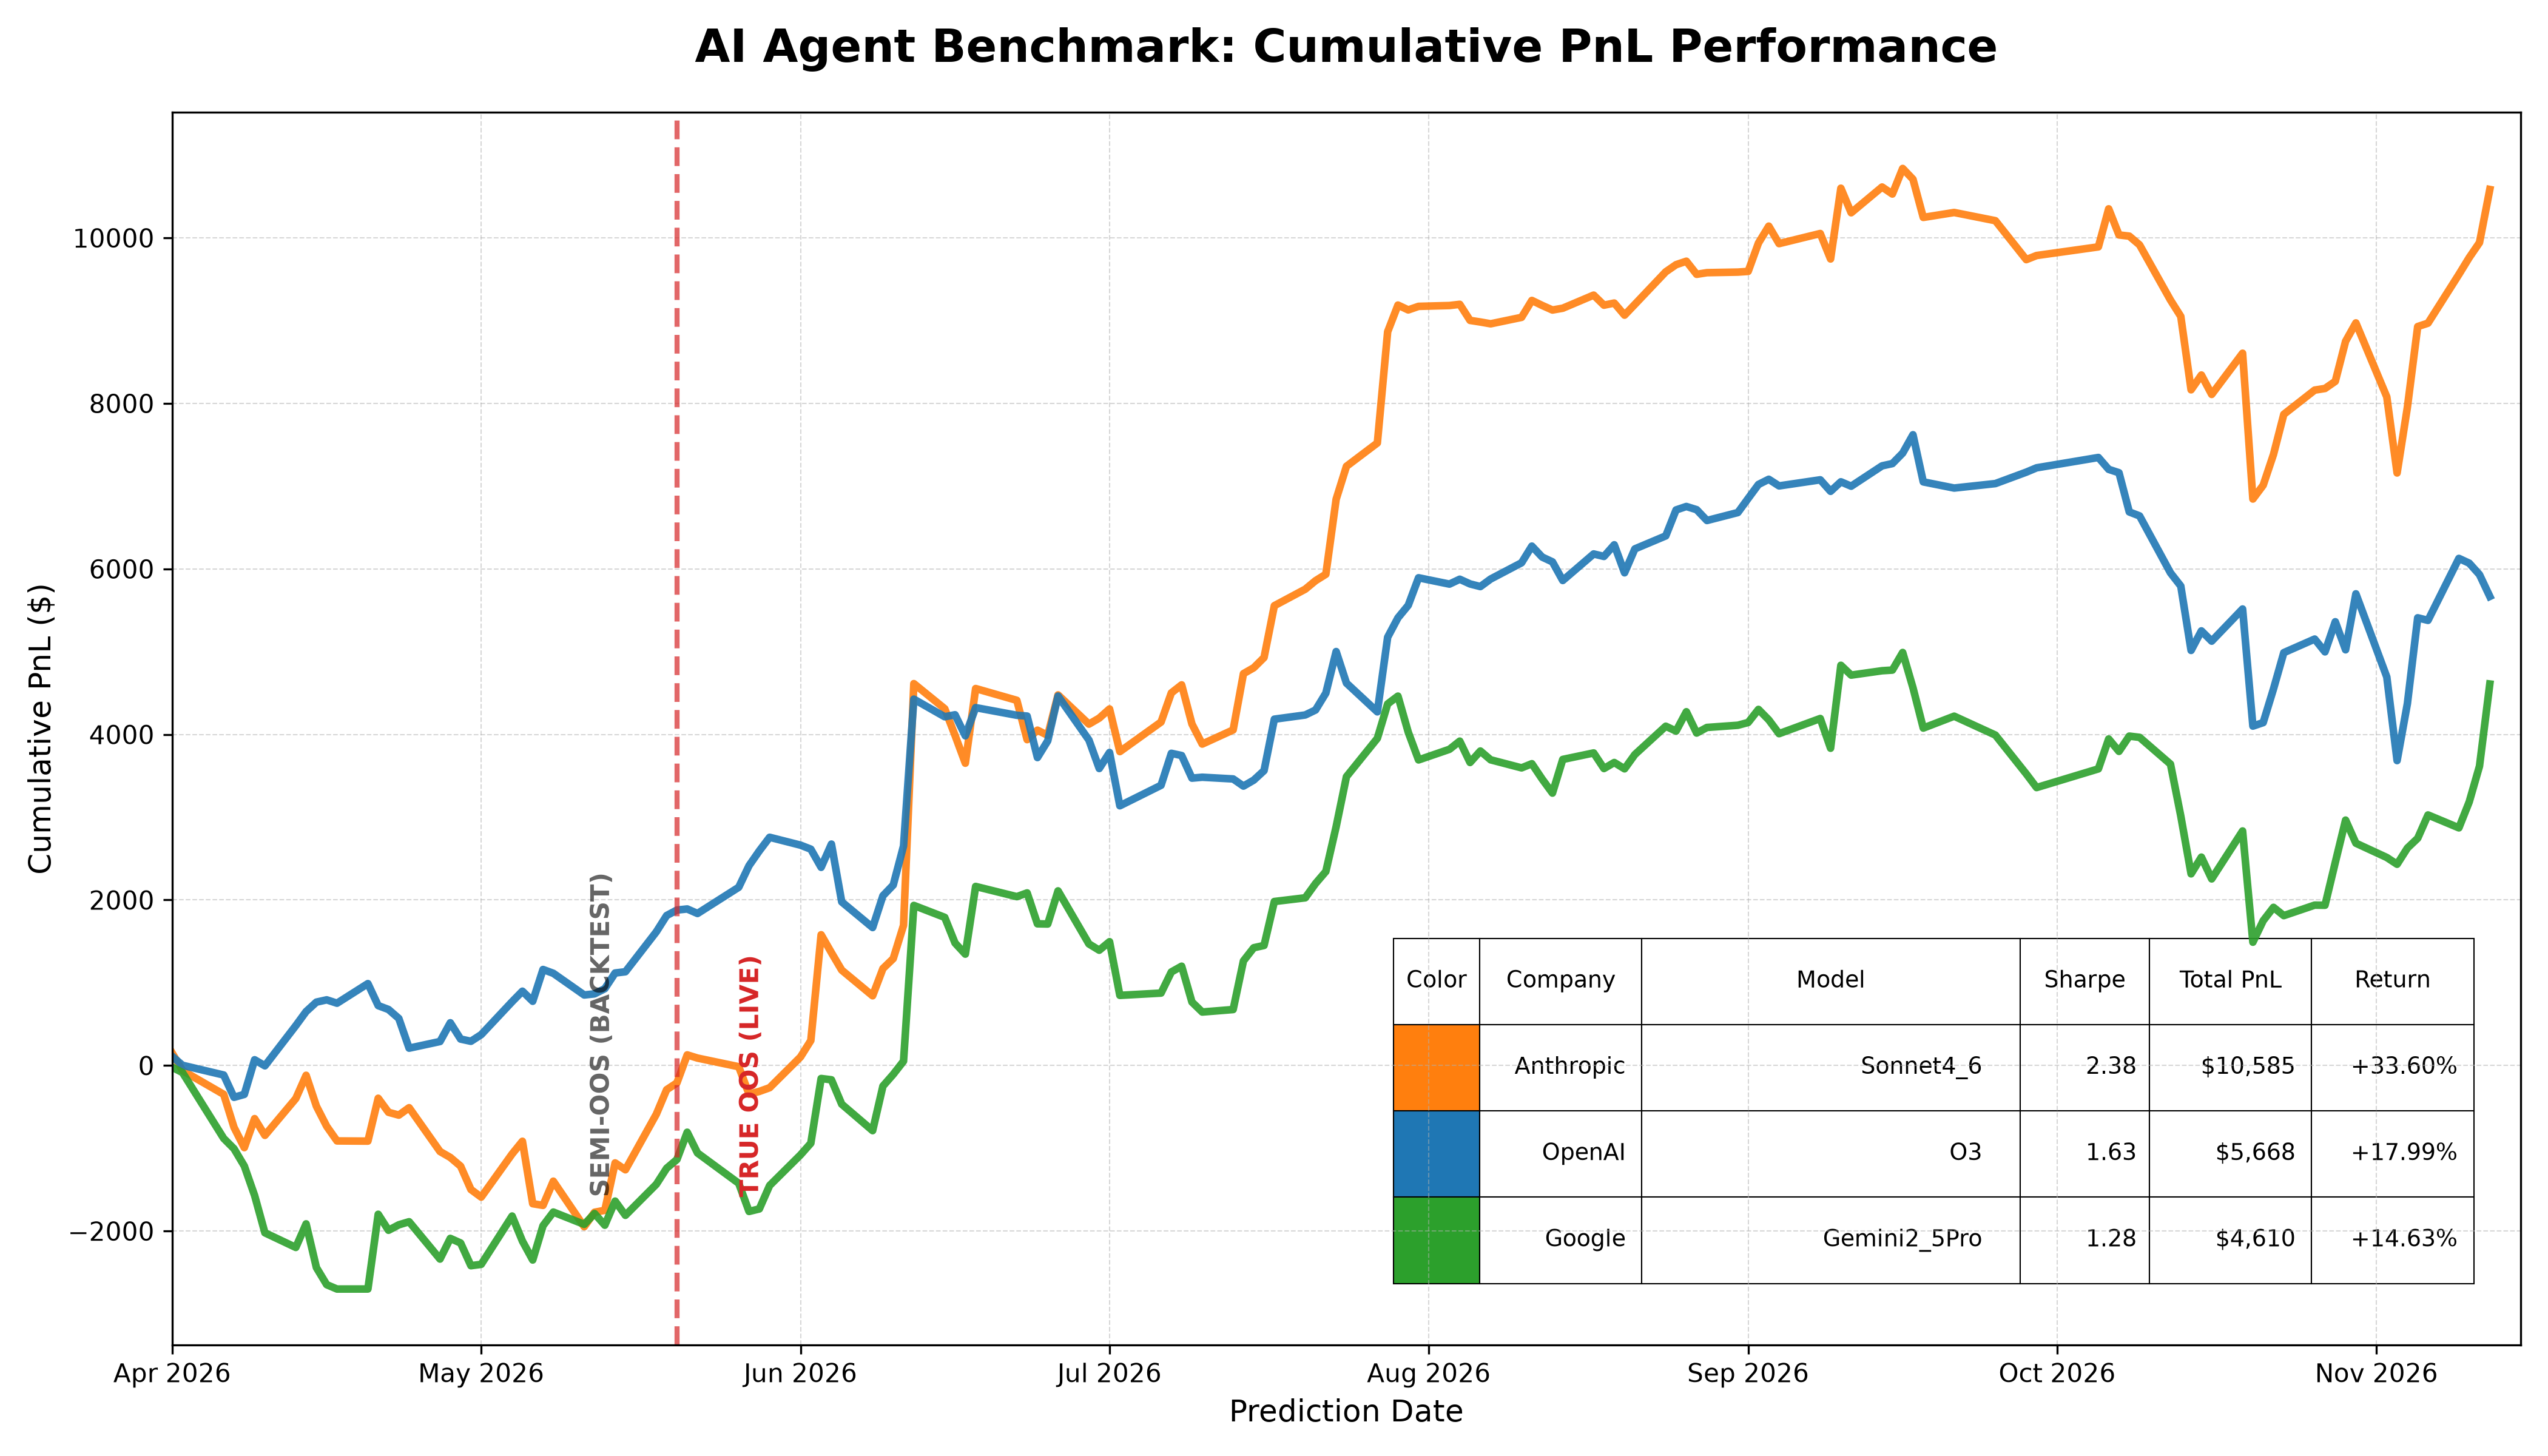 AI Agent Benchmark: Cumulative PnL Performance
Cumulative PnL ($)
10000
8000
6000
4000
2000
0
−2000
SEMI-OOS (BACKTEST)
TRUE OOS (LIVE)
Color Company Model Sharpe Total PnL Return
Anthropic Sonnet4_6 2.38 $10,585 +33.60%
OpenAI O3 1.63 $5,668 +17.99%
Google Gemini2_5Pro 1.28 $4,610 +14.63%
Apr 2026 May 2026 Jun 2026 Jul 2026 Aug 2026 Sep 2026 Oct 2026 Nov 2026
Prediction Date